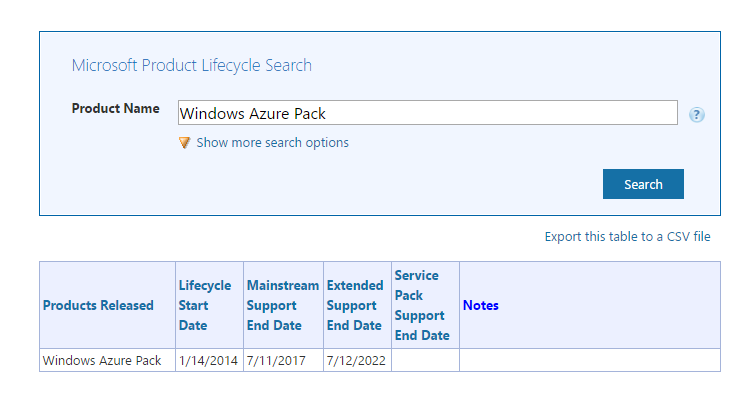 Microsoft Product Lifecycle Search
Product Name
Windows Azure Pack
?
Show more search options
Search
Export this table to a CSV file
Products Released
Lifecycle
Start
Date
Mainstream
Support
End Date
Extended
Support
End Date
Service
Pack
Support
End Date
Notes
Windows Azure Pack 1/14/2014 7/11/2017 7/12/2022